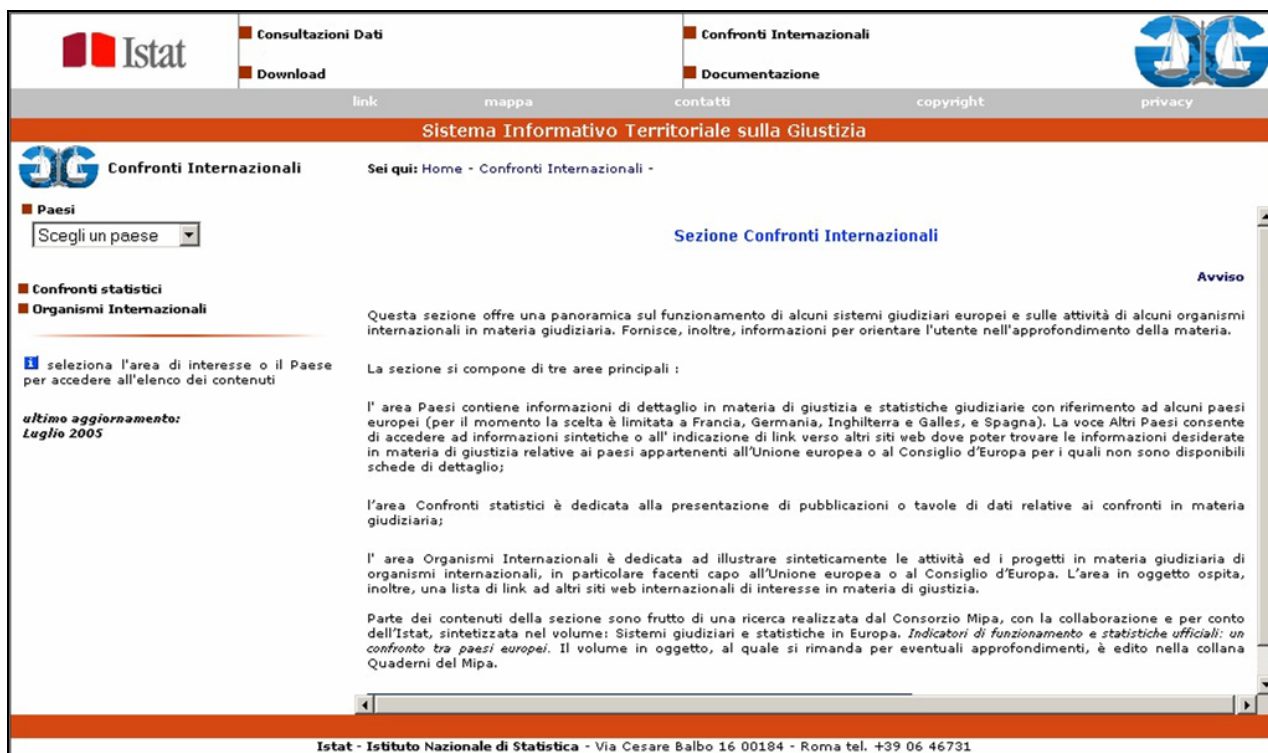 Istat
Consultazioni Dati
Confronti Internazionali
Download
Documentazione
link mappa contatti copyright privacy
Sistema Informativo Territoriale sulla Giustizia
Confronti Internazionali
Sei qui: Home - Confronti Internazionali -
Paesi
Scegli un paese
Confronti statistici
Organismi Internazionali
i seleziona l'area di interesse o il Paese
per accedere all'elenco dei contenuti
ultimo aggiornamento:
Luglio 2005
Sezione Confronti Internazionali
Avviso
Questa sezione offre una panoramica sul funzionamento di alcuni sistemi giudiziari europei e sulle attività di alcuni organismi
internazionali in materia giudiziaria. Fornisce, inoltre, informazioni per orientare l'utente nell'approfondimento della materia.
La sezione si compone di tre aree principali :
l' area Paesi contiene informazioni di dettaglio in materia di giustizia e statistiche giudiziarie con riferimento ad alcuni paesi
europei (per il momento la scelta è limitata a Francia, Germania, Inghilterra e Galles, e Spagna). La voce Altri Paesi consente
di accedere ad informazioni sintetiche o all' indicazione di link verso altri siti web dove poter trovare le informazioni desiderate
in materia di giustizia relative ai paesi appartenenti all'Unione europea o al Consiglio d'Europa per i quali non sono disponibili
schede di dettaglio;
l'area Confronti statistici è dedicata alla presentazione di pubblicazioni o tavole di dati relative ai confronti in materia
giudiziaria;
l' area Organismi Internazionali è dedicata ad illustrare sinteticamente le attività ed i progetti in materia giudiziaria di
organismi internazionali, in particolare facenti capo all'Unione europea o al Consiglio d'Europa. L'area in oggetto ospita,
inoltre, una lista di link ad altri siti web internazionali di interesse in materia di giustizia.
Parte dei contenuti della sezione sono frutto di una ricerca realizzata dal Consorzio Mipa, con la collaborazione e per conto
dell'Istat, sintetizzata nel volume: Sistemi giudiziari e statistiche in Europa. Indicatori di funzionamento e statistiche ufficiali: un
confronto tra paesi europei. Il volume in oggetto, al quale si rimanda per eventuali approfondimenti, è edito nella collana
Quaderni del Mipa.
Istat - Istituto Nazionale di Statistica - Via Cesare Balbo 16 00184 - Roma tel. +39 06 46731